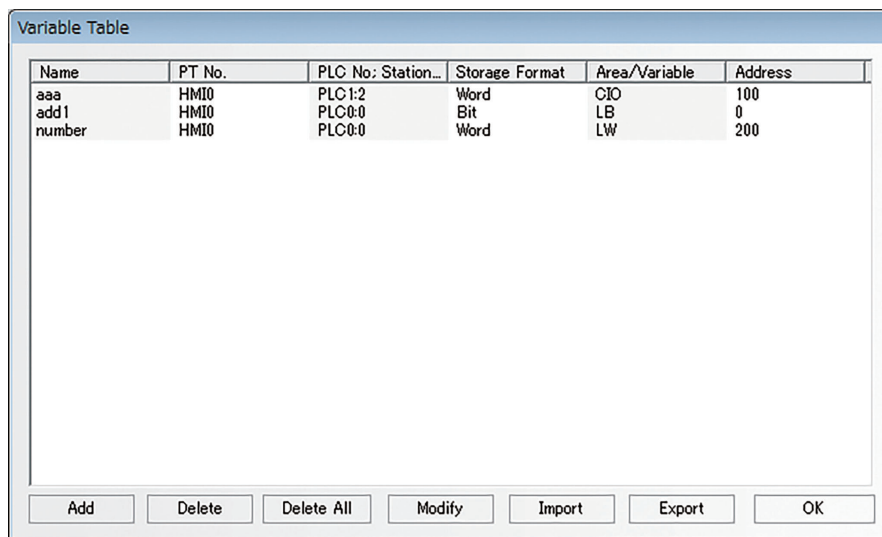 Variable Table
Name PT No. PLC No; Station... Storage Format Area/Variable Address
aaa HMI0 PLC1:2 Word CIO 100
add1 HMI0 PLC0:0 Bit LB 0
number HMI0 PLC0:0 Word LW 200
Add Delete Delete All Modify Import Export OK